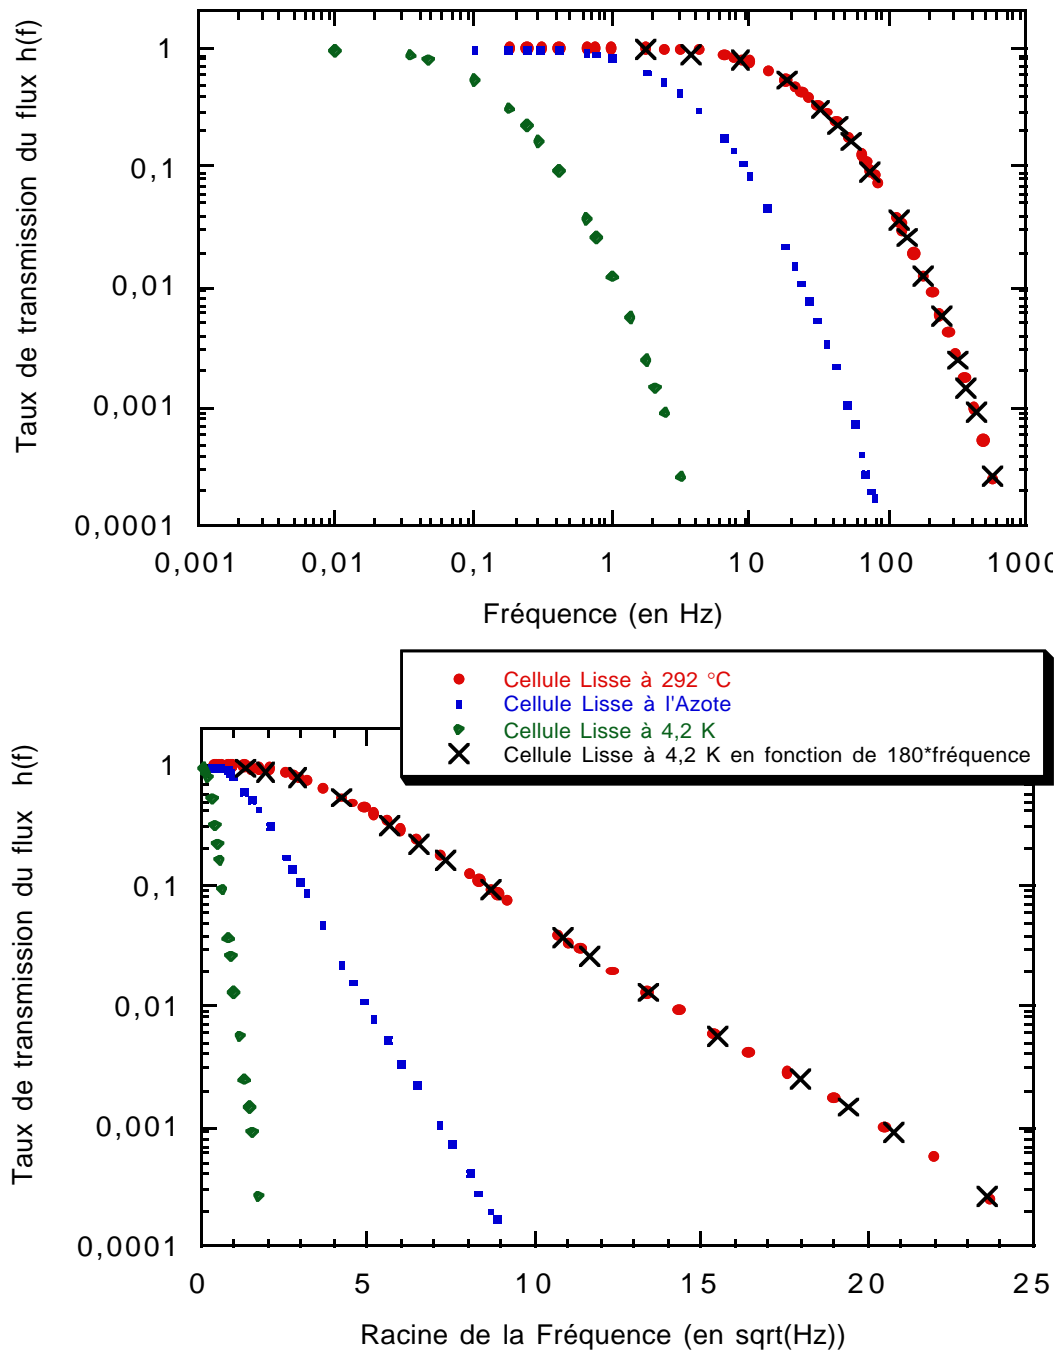 Taux de transmission du flux h(f)
1
0,1
0,01
0,001
0,0001
0,001 0,01 0,1 1 10 100 1000
Fréquence (en Hz)
Cellule Lisse à 292 °C
Cellule Lisse à l'Azote
Cellule Lisse à 4,2 K
Cellule Lisse à 4,2 K en fonction de 180*fréquence
Taux de transmission du flux h(f)
1
0,1
0,01
0,001
0,0001
0 5 10 15 20 25
Racine de la Fréquence (en sqrt(Hz))